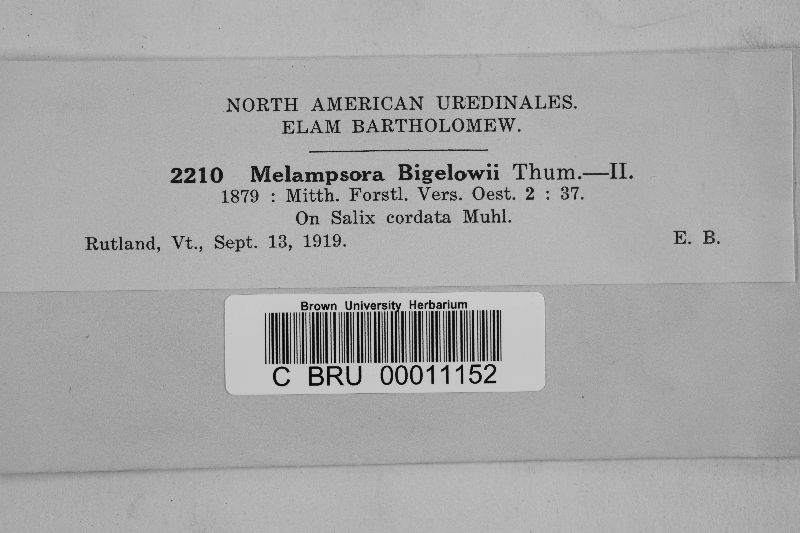 NORTH AMERICAN UREDINALES.
ELAM BARTHOLOMEW.
2210 Melampsora Bigelowii Thum.—II.
1879 : Mitth. Forstl. Vers. Oest. 2 : 37.
On Salix cordata Muhl.
Rutland, Vt., Sept. 13, 1919. E. B.
Brown University Herbarium
C BRU 00011152